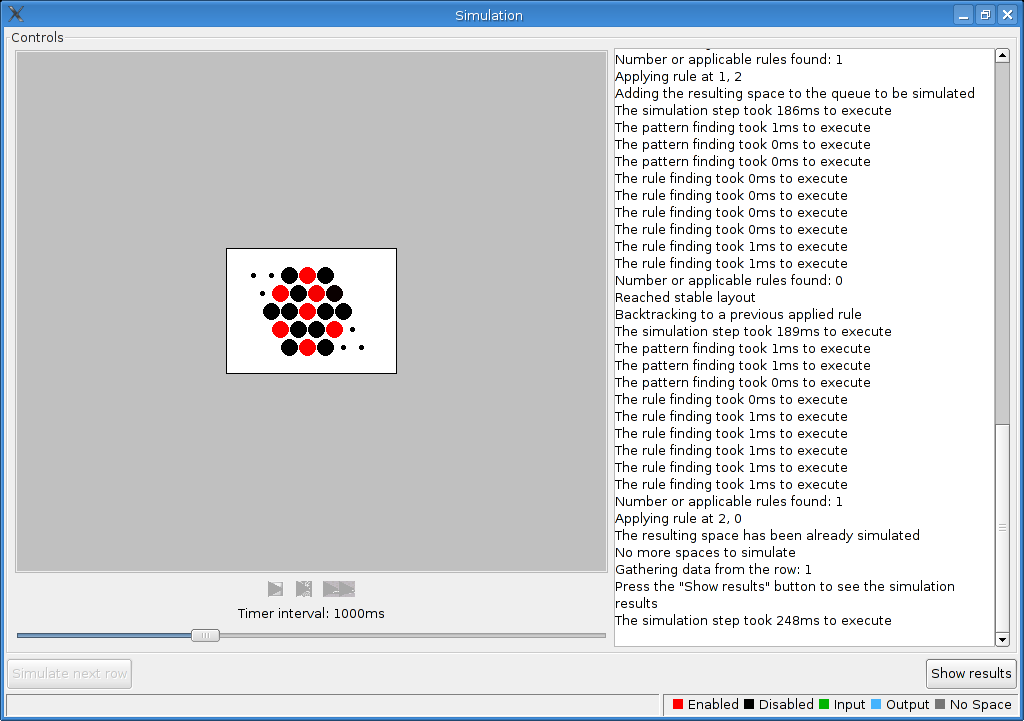 Simulation
Controls
Number or applicable rules found: 1
Applying rule at 1, 2
Adding the resulting space to the queue to be simulated
The simulation step took 186ms to execute
The pattern finding took 1ms to execute
The pattern finding took 0ms to execute
The pattern finding took 0ms to execute
The rule finding took 0ms to execute
The rule finding took 0ms to execute
The rule finding took 0ms to execute
The rule finding took 0ms to execute
The rule finding took 1ms to execute
The rule finding took 1ms to execute
Number or applicable rules found: 0
Reached stable layout
Backtracking to a previous applied rule
The simulation step took 189ms to execute
The pattern finding took 1ms to execute
The pattern finding took 1ms to execute
The pattern finding took 0ms to execute
The rule finding took 0ms to execute
The rule finding took 1ms to execute
The rule finding took 1ms to execute
The rule finding took 1ms to execute
The rule finding took 1ms to execute
The rule finding took 1ms to execute
Number or applicable rules found: 1
Applying rule at 2, 0
The resulting space has been already simulated
No more spaces to simulate
Gathering data from the row: 1
Press the "Show results" button to see the simulation
results
The simulation step took 248ms to execute
Timer interval: 1000ms
Simulate next row
Show results
Enabled Disabled Input Output No Space